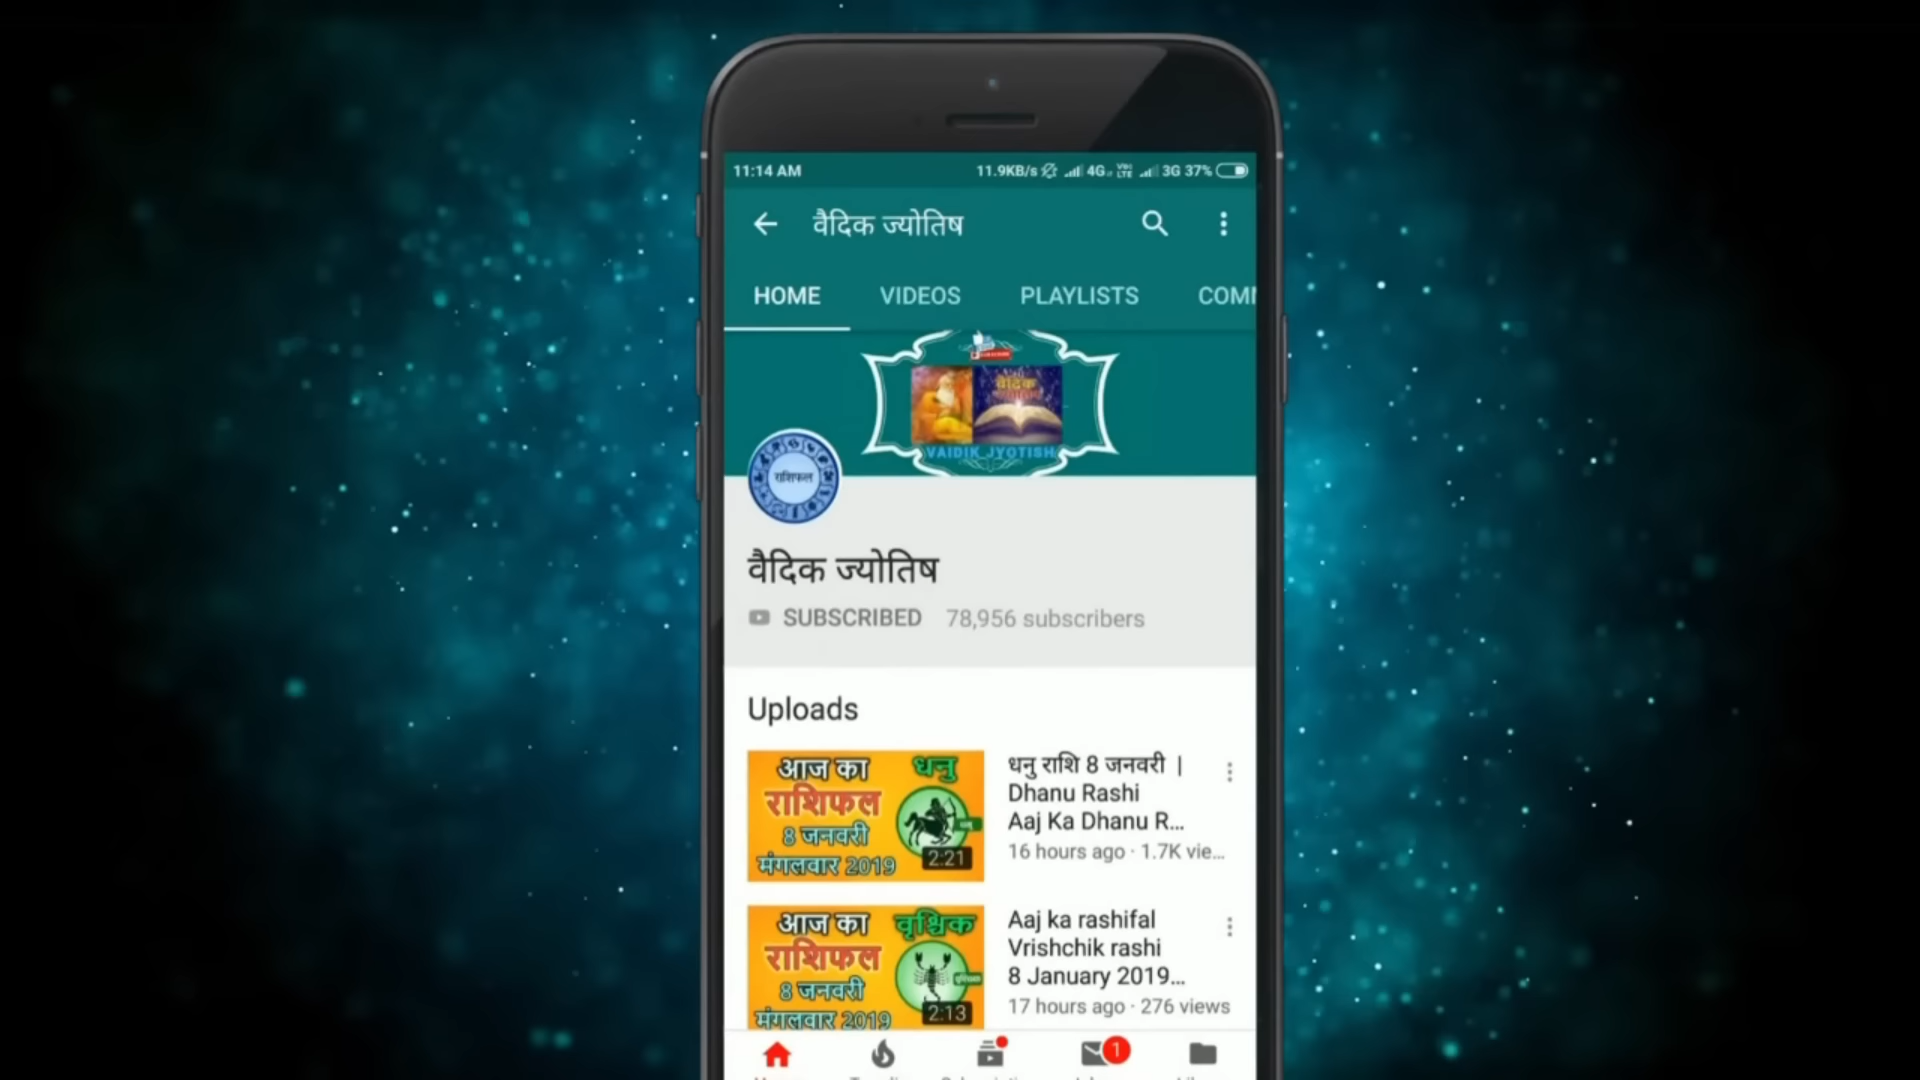 11:14 AM 11.9KB/s 4G VoLTE 3G 37%
वैदिक ज्योतिष
HOME VIDEOS PLAYLISTS COMM
वैदिक
VAIDIK JYOTISH
राशिफल
वैदिक ज्योतिष
SUBSCRIBED 78,956 subscribers
Uploads
आज का धनु
राशिफल
8 जनवरी
मंगलवार 2019
2:21
धनु राशि 8 जनवरी |
Dhanu Rashi
Aaj Ka Dhanu R...
16 hours ago · 1.7K vie...
आज का वृश्चिक
राशिफल
8 जनवरी
मंगलवार 2019
2:13
Aaj ka rashifal
Vrishchik rashi
8 January 2019...
17 hours ago · 276 views
1